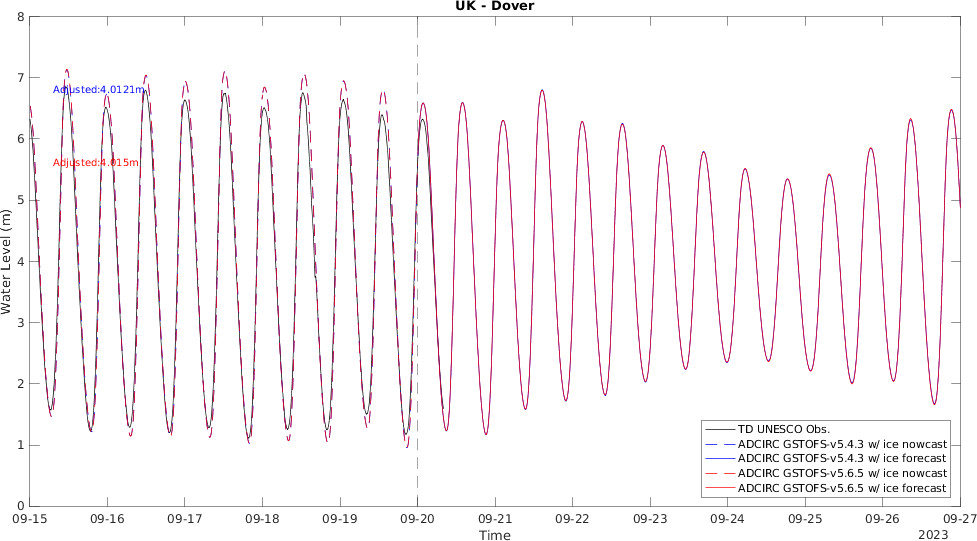 UK - Dover
8
7
6
5
4
3
2
1
0
Water Level (m)
Adjusted:4.0121m
Adjusted:4.015m
TD UNESCO Obs.
ADCIRC GSTOFS-v5.4.3 w/ ice nowcast
ADCIRC GSTOFS-v5.4.3 w/ ice forecast
ADCIRC GSTOFS-v5.6.5 w/ ice nowcast
ADCIRC GSTOFS-v5.6.5 w/ ice forecast
09-15 09-16 09-17 09-18 09-19 09-20 09-21 09-22 09-23 09-24 09-25 09-26 09-27
Time
2023